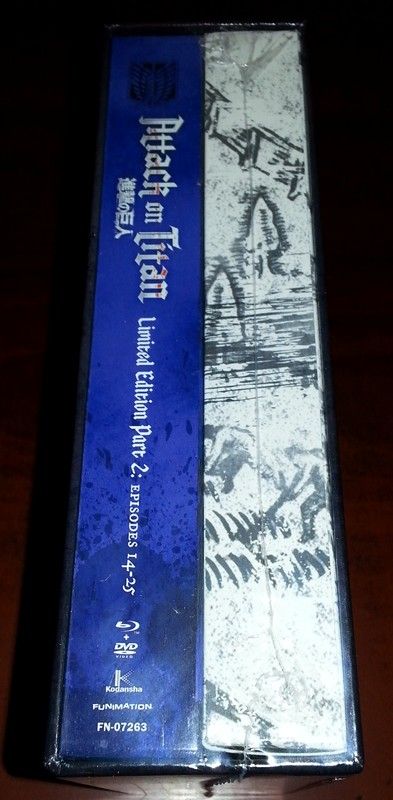 Attack on Titan
進撃の巨人
Limited Edition Part 2: EPISODES 14-25
+
DVD
VIDEO
Kodansha
FUNIMATION
FN-07263